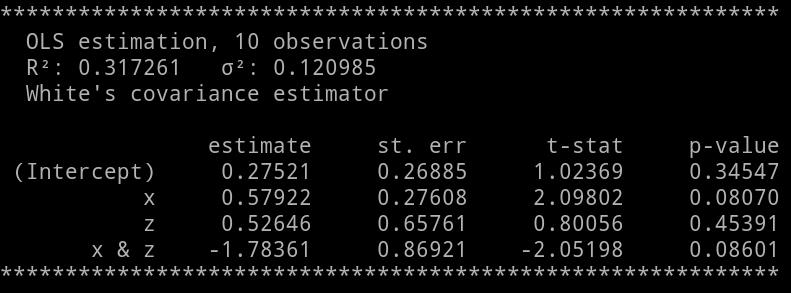 ************************************************************
  OLS estimation, 10 observations
  R²: 0.317261   σ²: 0.120985
  White's covariance estimator

                estimate     st. err      t-stat     p-value
 (Intercept)     0.27521     0.26885     1.02369     0.34547
           x     0.57922     0.27608     2.09802     0.08070
           z     0.52646     0.65761     0.80056     0.45391
       x & z    -1.78361     0.86921    -2.05198     0.08601
************************************************************